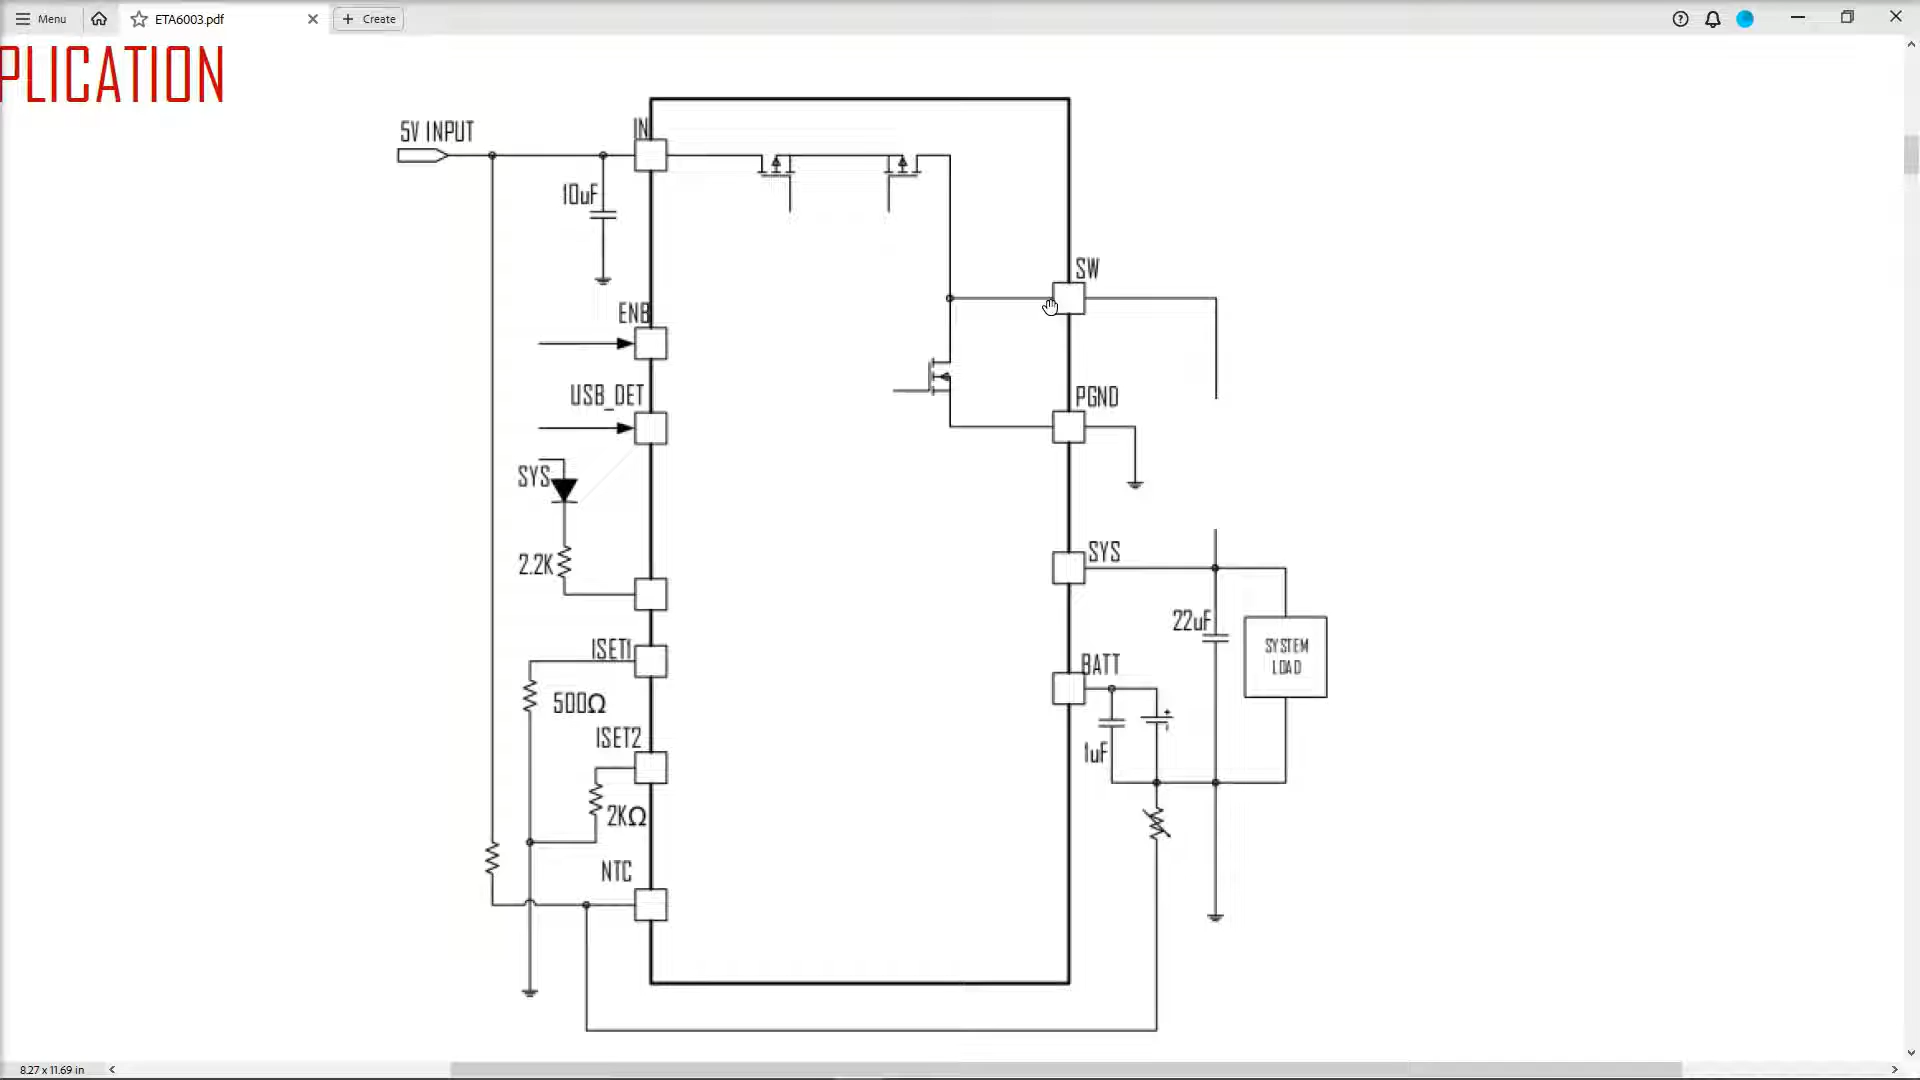 Menu
ETA6003.pdf
Create
PLICATION
5V INPUT
IN
10uF
SW
ENB
USB_DET
PGND
SYS
2.2K
SYS
22uF
SYSTEM
LOAD
ISET1
BATT
500Ω
ISET2
1uF
2KΩ
NTC
8.27 x 11.69 in